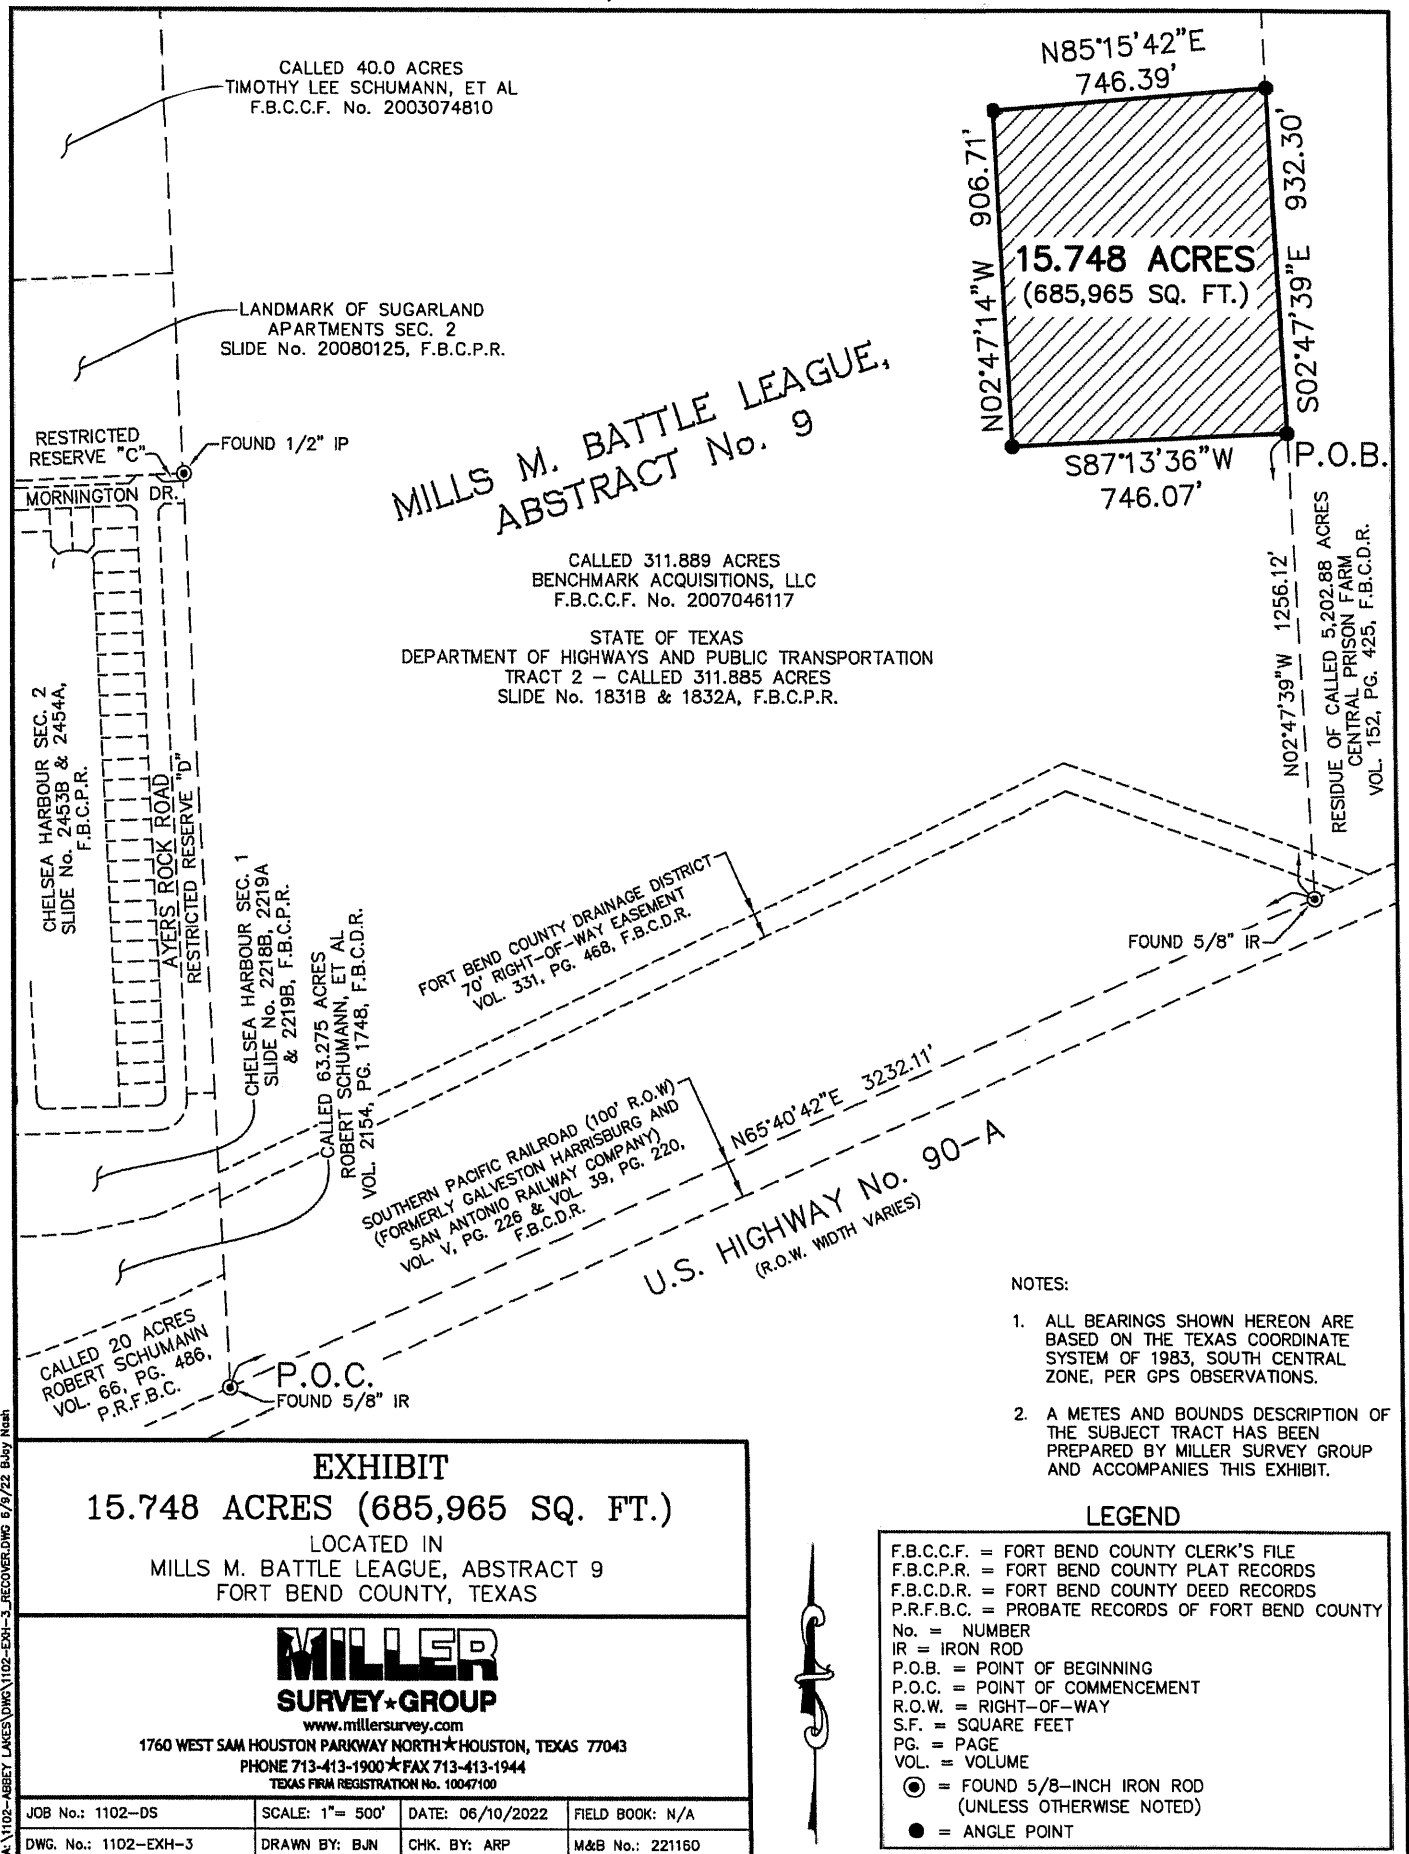 CALLED 40.0 ACRES
TIMOTHY LEE SCHUMANN, ET AL
F.B.C.C.F. No. 2003074810
N85°15'42"E
746.39'
906.71'
N02°47'14"W
932.30'
S02°47'39"E
15.748 ACRES
(685,965 SQ. FT.)
S87°13'36"W
746.07'
P.O.B.
LANDMARK OF SUGARLAND
APARTMENTS SEC. 2
SLIDE No. 20080125, F.B.C.P.R.
RESTRICTED
RESERVE "C"
FOUND 1/2" IP
MORNINGTON DR.
MILLS M. BATTLE LEAGUE,
ABSTRACT No. 9
CALLED 311.889 ACRES
BENCHMARK ACQUISITIONS, LLC
F.B.C.C.F. No. 2007046117
STATE OF TEXAS
DEPARTMENT OF HIGHWAYS AND PUBLIC TRANSPORTATION
TRACT 2 – CALLED 311.885 ACRES
SLIDE No. 1831B & 1832A, F.B.C.P.R.
N02°47'39"W 1256.12'
RESIDUE OF CALLED 5,202.88 ACRES
CENTRAL PRISON FARM
VOL. 152, PG. 425, F.B.C.D.R.
CHELSEA HARBOUR SEC. 2
SLIDE No. 2453B & 2454A,
F.B.C.P.R.
AYERS ROCK ROAD
RESTRICTED RESERVE "D"
CHELSEA HARBOUR SEC. 1
SLIDE No. 2218B, 2219A
& 2219B, F.B.C.P.R.
CALLED 63.275 ACRES
ROBERT SCHUMANN, ET AL
VOL. 2154, PG. 1748, F.B.C.D.R.
FORT BEND COUNTY DRAINAGE DISTRICT
70' RIGHT–OF–WAY EASEMENT
VOL. 331, PG. 468, F.B.C.D.R.
FOUND 5/8" IR
SOUTHERN PACIFIC RAILROAD (100' R.O.W)
(FORMERLY GALVESTON HARRISBURG AND
SAN ANTONIO RAILWAY COMPANY)
VOL. V, PG. 226 & VOL. 39, PG. 220,
F.B.C.D.R.
N65°40'42"E 3232.11'
U.S. HIGHWAY No. 90–A
(R.O.W. WIDTH VARIES)
CALLED 20 ACRES
ROBERT SCHUMANN
VOL. 66, PG. 486,
P.R.F.B.C.
P.O.C.
FOUND 5/8" IR
NOTES:
1. ALL BEARINGS SHOWN HEREON ARE
BASED ON THE TEXAS COORDINATE
SYSTEM OF 1983, SOUTH CENTRAL
ZONE, PER GPS OBSERVATIONS.
2. A METES AND BOUNDS DESCRIPTION OF
THE SUBJECT TRACT HAS BEEN
PREPARED BY MILLER SURVEY GROUP
AND ACCOMPANIES THIS EXHIBIT.
EXHIBIT
15.748 ACRES (685,965 SQ. FT.)
LOCATED IN
MILLS M. BATTLE LEAGUE, ABSTRACT 9
FORT BEND COUNTY, TEXAS
MILLER
SURVEY★GROUP
www.millersurvey.com
1760 WEST SAM HOUSTON PARKWAY NORTH★HOUSTON, TEXAS 77043
PHONE 713-413-1900★FAX 713-413-1944
TEXAS FIRM REGISTRATION No. 10047100
JOB No.: 1102–DS SCALE: 1"= 500' DATE: 06/10/2022 FIELD BOOK: N/A
DWG. No.: 1102–EXH–3 DRAWN BY: BJN CHK. BY: ARP M&B No.: 221160
LEGEND
F.B.C.C.F. = FORT BEND COUNTY CLERK'S FILE
F.B.C.P.R. = FORT BEND COUNTY PLAT RECORDS
F.B.C.D.R. = FORT BEND COUNTY DEED RECORDS
P.R.F.B.C. = PROBATE RECORDS OF FORT BEND COUNTY
No. = NUMBER
IR = IRON ROD
P.O.B. = POINT OF BEGINNING
P.O.C. = POINT OF COMMENCEMENT
R.O.W. = RIGHT–OF–WAY
S.F. = SQUARE FEET
PG. = PAGE
VOL. = VOLUME
= FOUND 5/8–INCH IRON ROD
(UNLESS OTHERWISE NOTED)
= ANGLE POINT
A:\1102-ABBEY LAKES\DWG\1102-EXH-3_RECOVER.DWG 6/9/22 BJay Nash